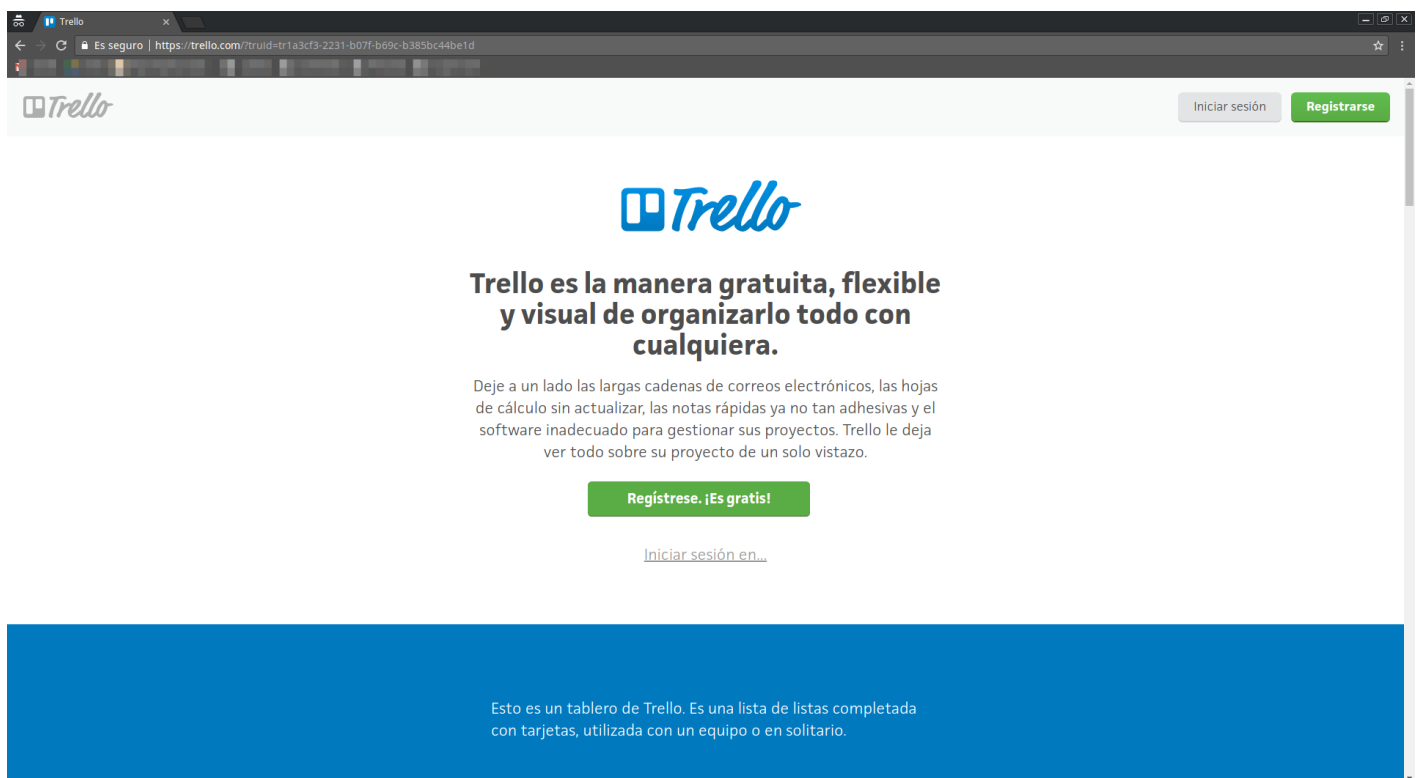 Trello
Es seguro | https://trello.com/?truid=tr1a3cf3-2231-b07f-b69c-b385bc44be1d
Trello
Iniciar sesión
Registrarse
Trello
Trello es la manera gratuita, flexible
y visual de organizarlo todo con
cualquiera.
Deje a un lado las largas cadenas de correos electrónicos, las hojas
de cálculo sin actualizar, las notas rápidas ya no tan adhesivas y el
software inadecuado para gestionar sus proyectos. Trello le deja
ver todo sobre su proyecto de un solo vistazo.
Regístrese. ¡Es gratis!
Iniciar sesión en...
Esto es un tablero de Trello. Es una lista de listas completada
con tarjetas, utilizada con un equipo o en solitario.